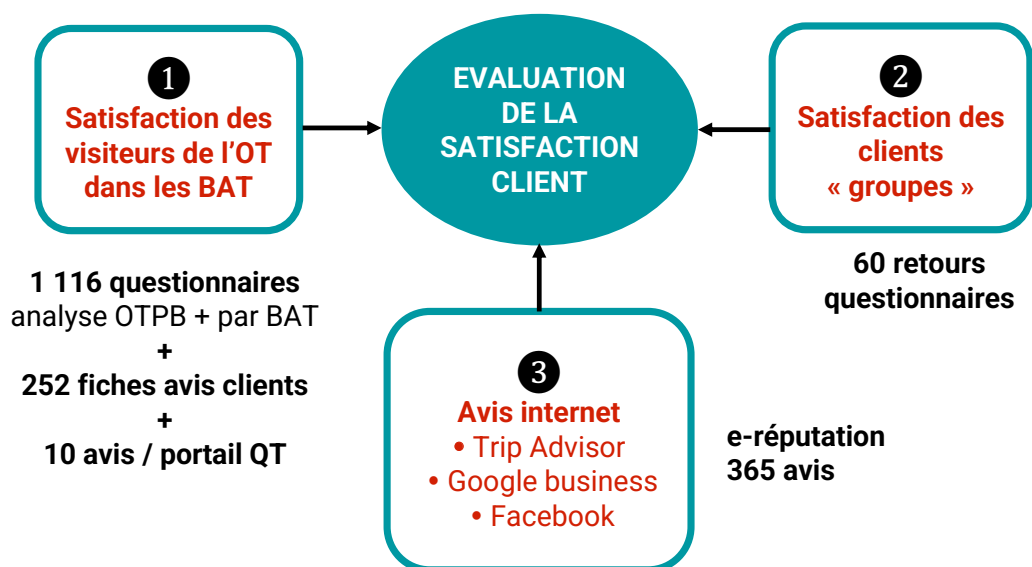 ❶
Satisfaction des
visiteurs de l’OT
dans les BAT
EVALUATION
DE LA
SATISFACTION
CLIENT
❷
Satisfaction des
clients
« groupes »
1 116 questionnaires
analyse OTPB + par BAT
+
252 fiches avis clients
+
10 avis / portail QT
60 retours
questionnaires
❸
Avis internet
• Trip Advisor
• Google business
• Facebook
e-réputation
365 avis